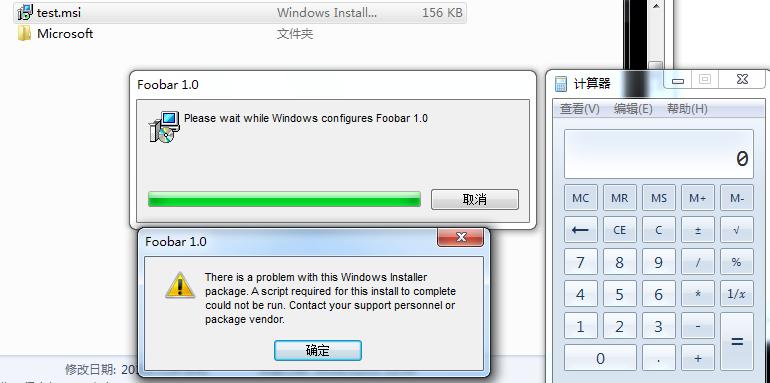 test.msi Windows Install... 156 KB
Microsoft 文件夹
Foobar 1.0
Please wait while Windows configures Foobar 1.0
取消
Foobar 1.0
There is a problem with this Windows Installer
package. A script required for this install to complete
could not be run. Contact your support personnel or
package vendor.
确定
修改日期: 20
计算器
查看(V) 编辑(E) 帮助(H)
0
MC MR MS M+ M-
← CE C ± √
7 8 9 / %
4 5 6 * 1/x
1 2 3 - =
0 . +